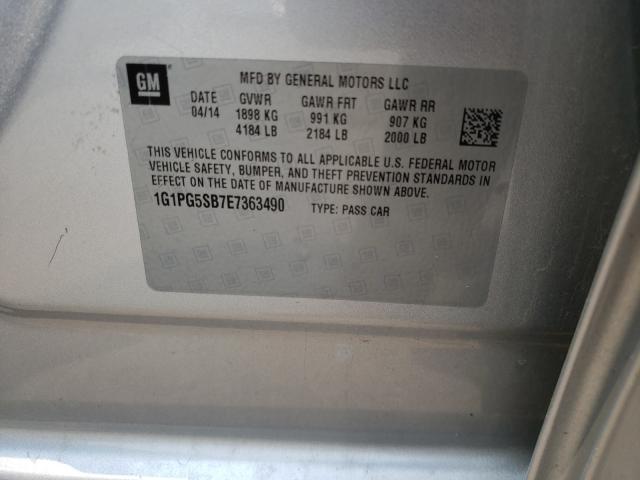 GM
MFD BY GENERAL MOTORS LLC
DATE GVWR GAWR FRT GAWR RR
04/14 1898 KG 991 KG 907 KG
4184 LB 2184 LB 2000 LB
THIS VEHICLE CONFORMS TO ALL APPLICABLE U.S. FEDERAL MOTOR
VEHICLE SAFETY, BUMPER, AND THEFT PREVENTION STANDARDS IN
EFFECT ON THE DATE OF MANUFACTURE SHOWN ABOVE.
1G1PG5SB7E7363490 TYPE: PASS CAR